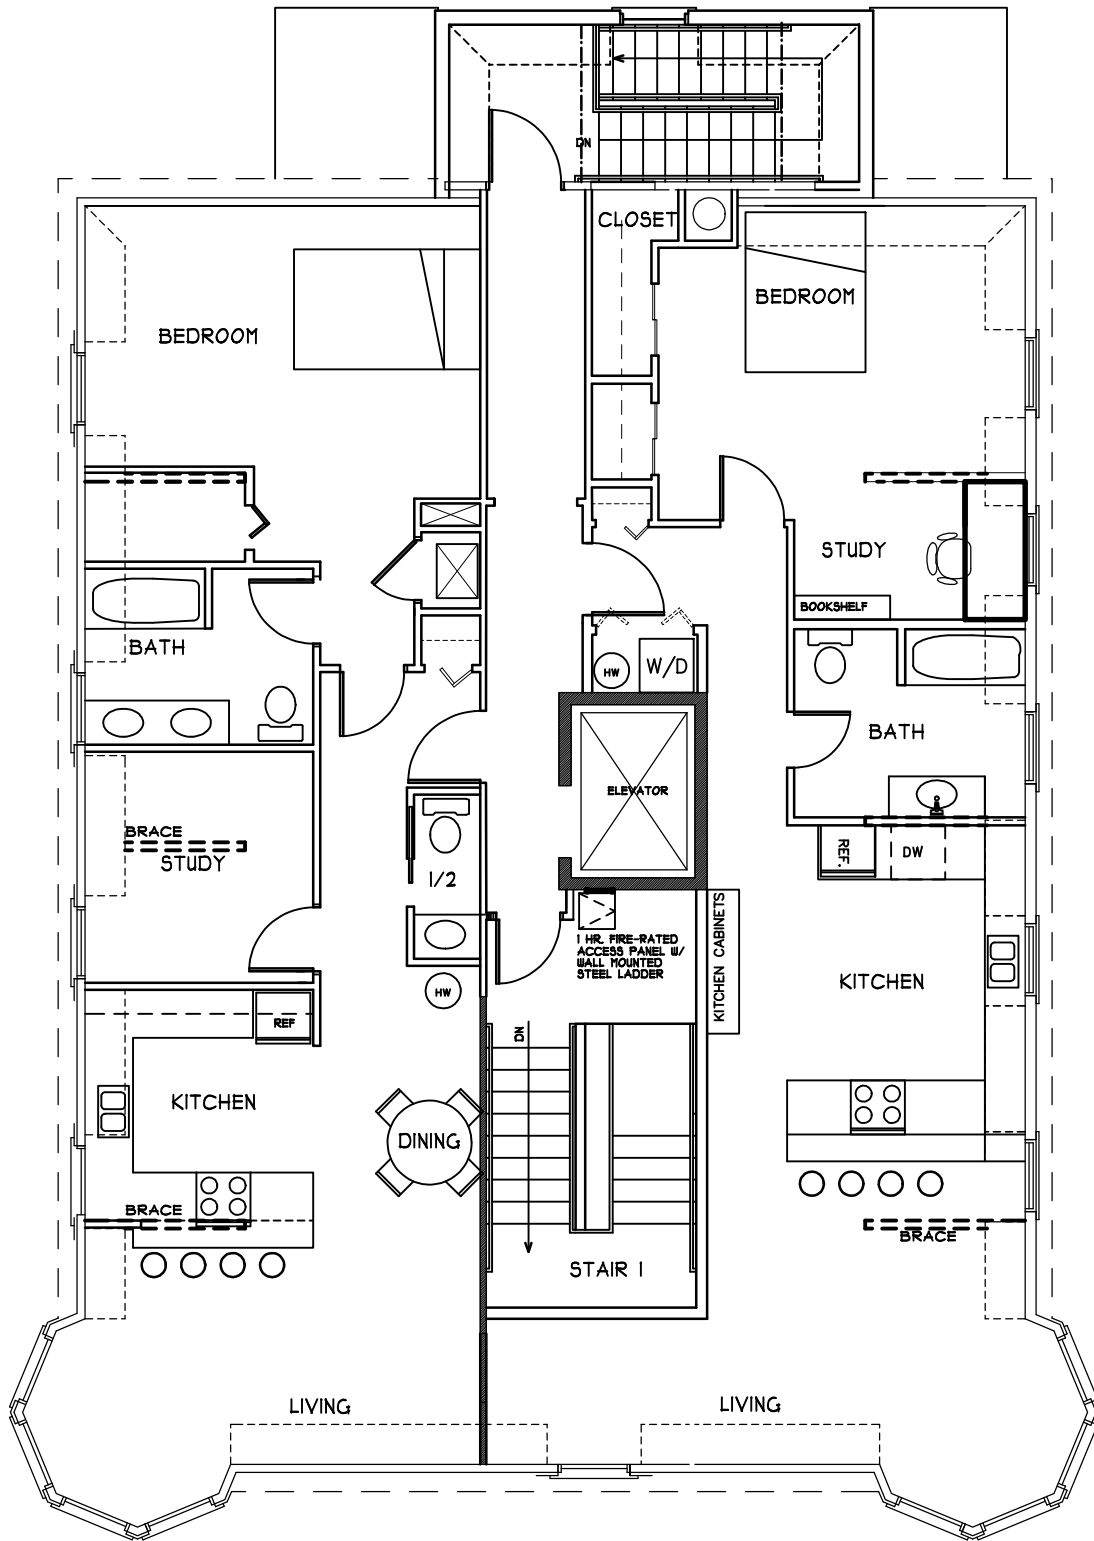 DN
CLOSET
BEDROOM
BEDROOM
STUDY
BOOKSHELF
BATH
HW
W/D
BATH
ELEVATOR
BRACE
STUDY
1/2
REF.
DW
KITCHEN CABINETS
1 HR. FIRE-RATED
ACCESS PANEL W/
WALL MOUNTED
STEEL LADDER
KITCHEN
HW
REF
DN
KITCHEN
DINING
BRACE
BRACE
STAIR 1
LIVING
LIVING